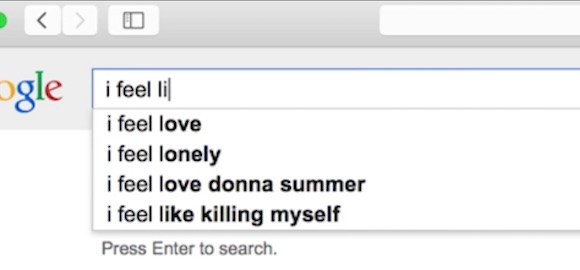 ogle
i feel li
i feel love
i feel lonely
i feel love donna summer
i feel like killing myself
Press Enter to search.